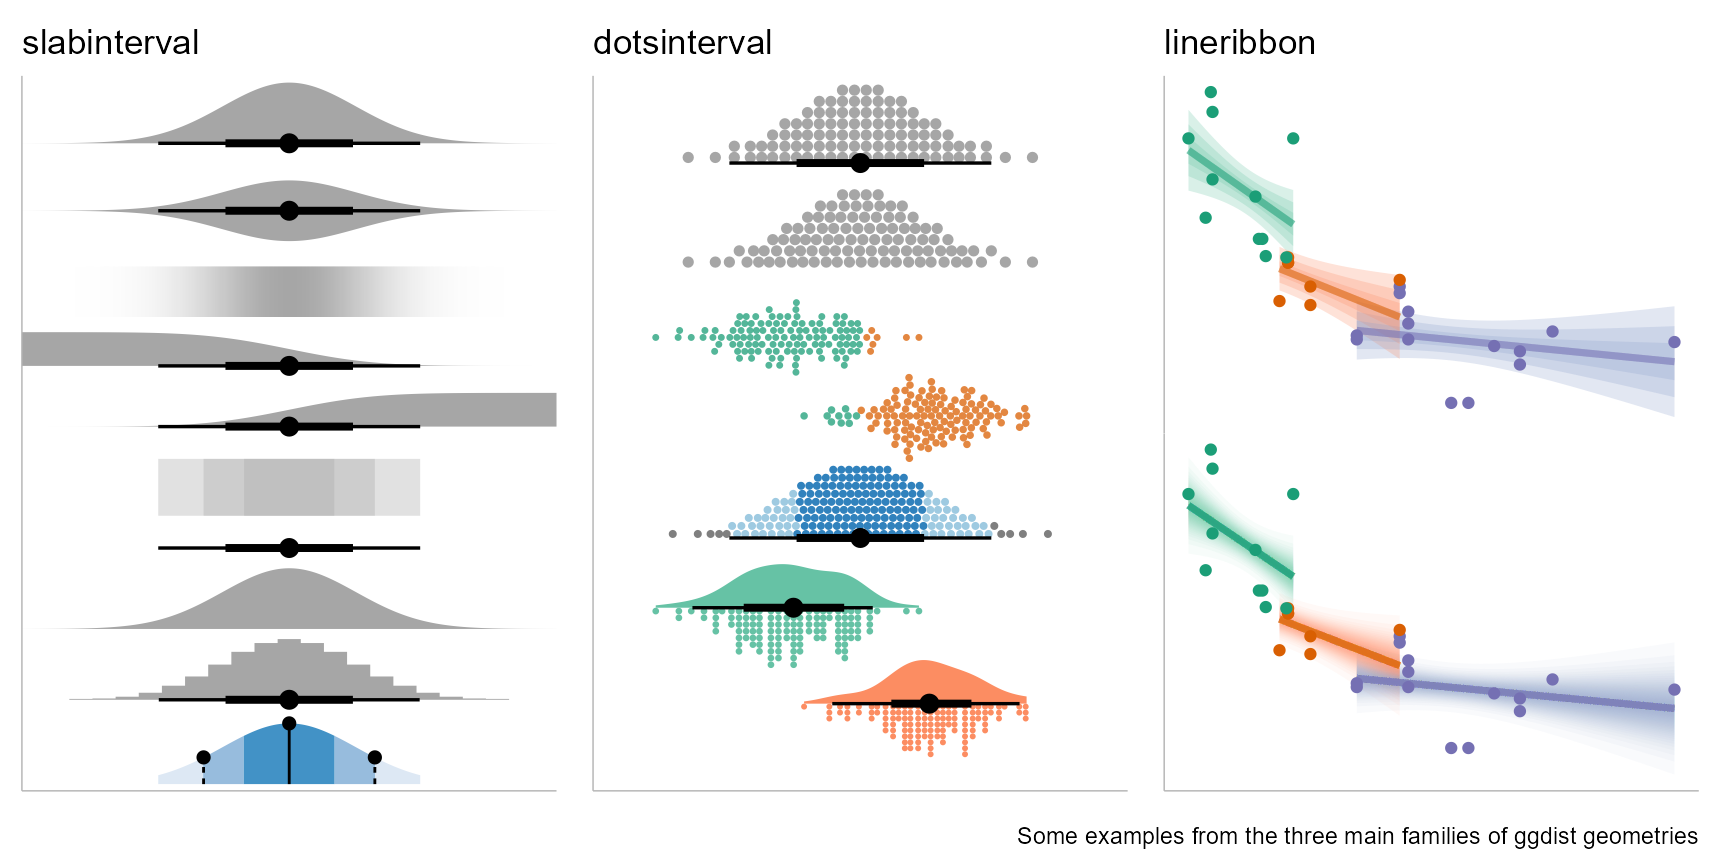 slabinterval
dotsinterval
lineribbon
Some examples from the three main families of ggdist geometries